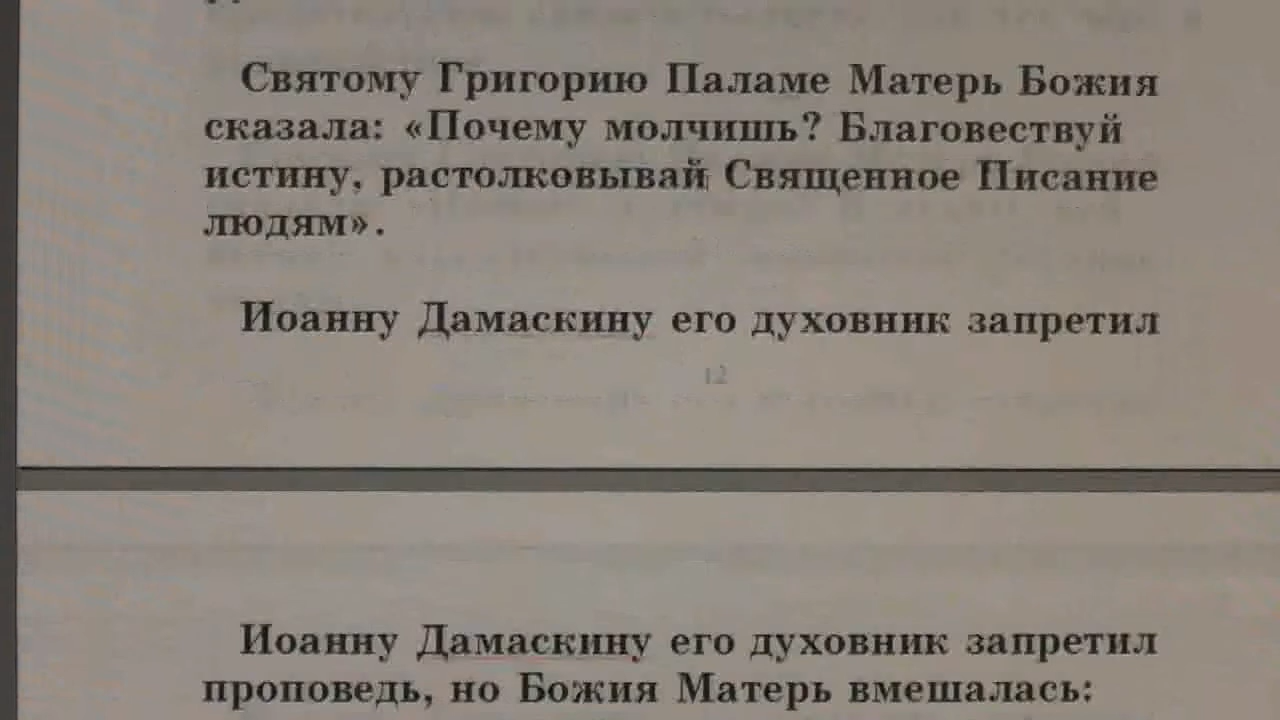 Святому Григорию Паламе Матерь Божия
сказала: «Почему молчишь? Благовествуй
истину, растолковывай Священное Писание
людям».
Иоанну Дамаскину его духовник запретил
12
Иоанну Дамаскину его духовник запретил
проповедь, но Божия Матерь вмешалась: